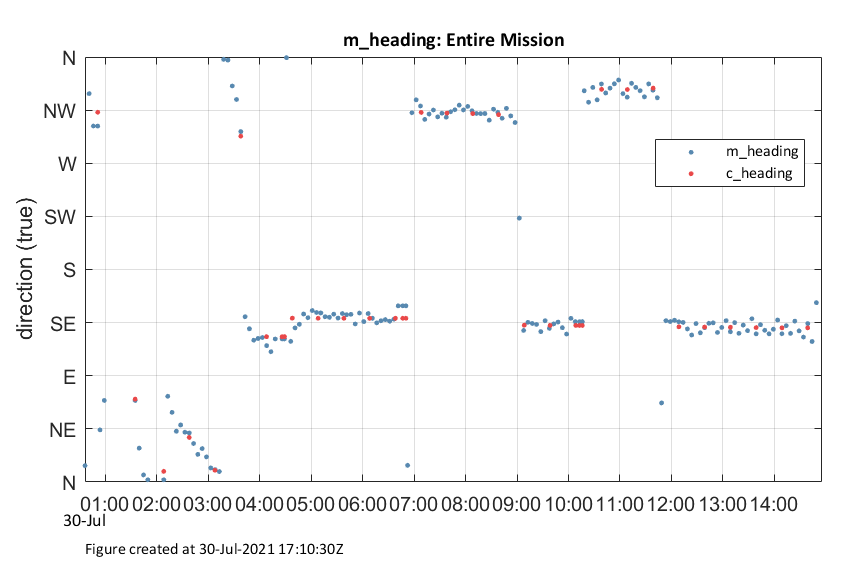 m_heading: Entire Mission
direction (true)
N
NW
W
SW
S
SE
E
NE
N
m_heading
c_heading
01:00 02:00 03:00 04:00 05:00 06:00 07:00 08:00 09:00 10:00 11:00 12:00 13:00 14:00
30-Jul
Figure created at 30-Jul-2021 17:10:30Z